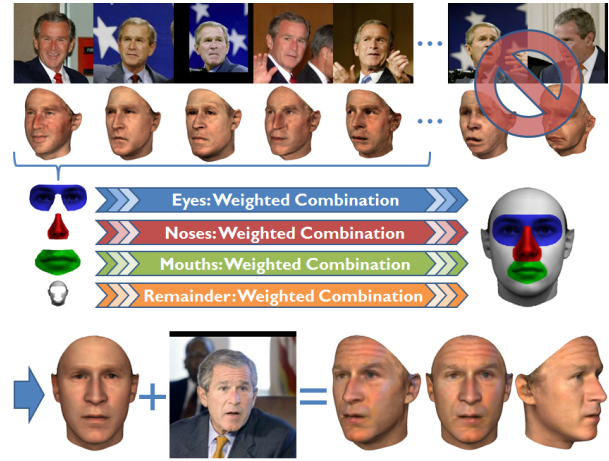 Eyes: Weighted Combination
Noses: Weighted Combination
Mouths: Weighted Combination
Remainder: Weighted Combination